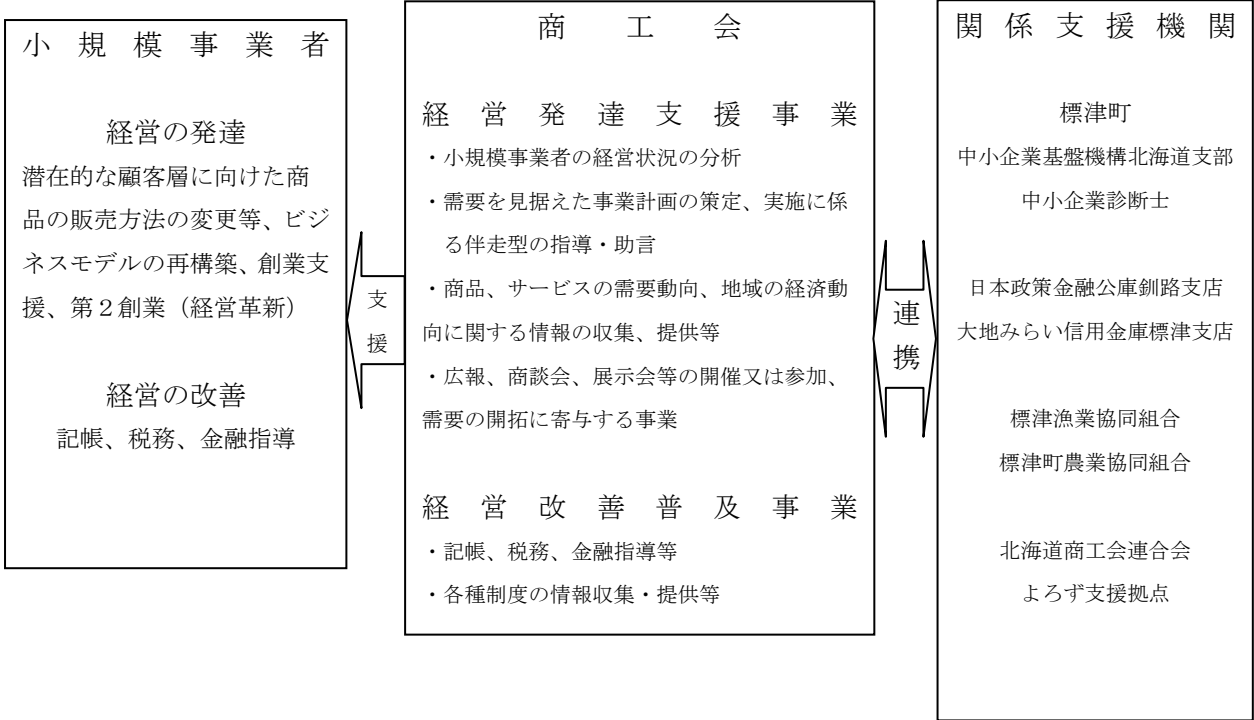 小規模事業者
経営の発達
潜在的な顧客層に向けた商
品の販売方法の変更等、ビジ
ネスモデルの再構築、創業支
援、第２創業（経営革新）
経営の改善
記帳、税務、金融指導
支
援
商工会
経営発達支援事業
・小規模事業者の経営状況の分析
・需要を見据えた事業計画の策定、実施に係
る伴走型の指導・助言
・商品、サービスの需要動向、地域の経済動
向に関する情報の収集、提供等
・広報、商談会、展示会等の開催又は参加、
需要の開拓に寄与する事業
経営改善普及事業
・記帳、税務、金融指導等
・各種制度の情報収集・提供等
連
携
関係支援機関
標津町
中小企業基盤機構北海道支部
中小企業診断士
日本政策金融公庫釧路支店
大地みらい信用金庫標津支店
標津漁業協同組合
標津町農業協同組合
北海道商工会連合会
よろず支援拠点